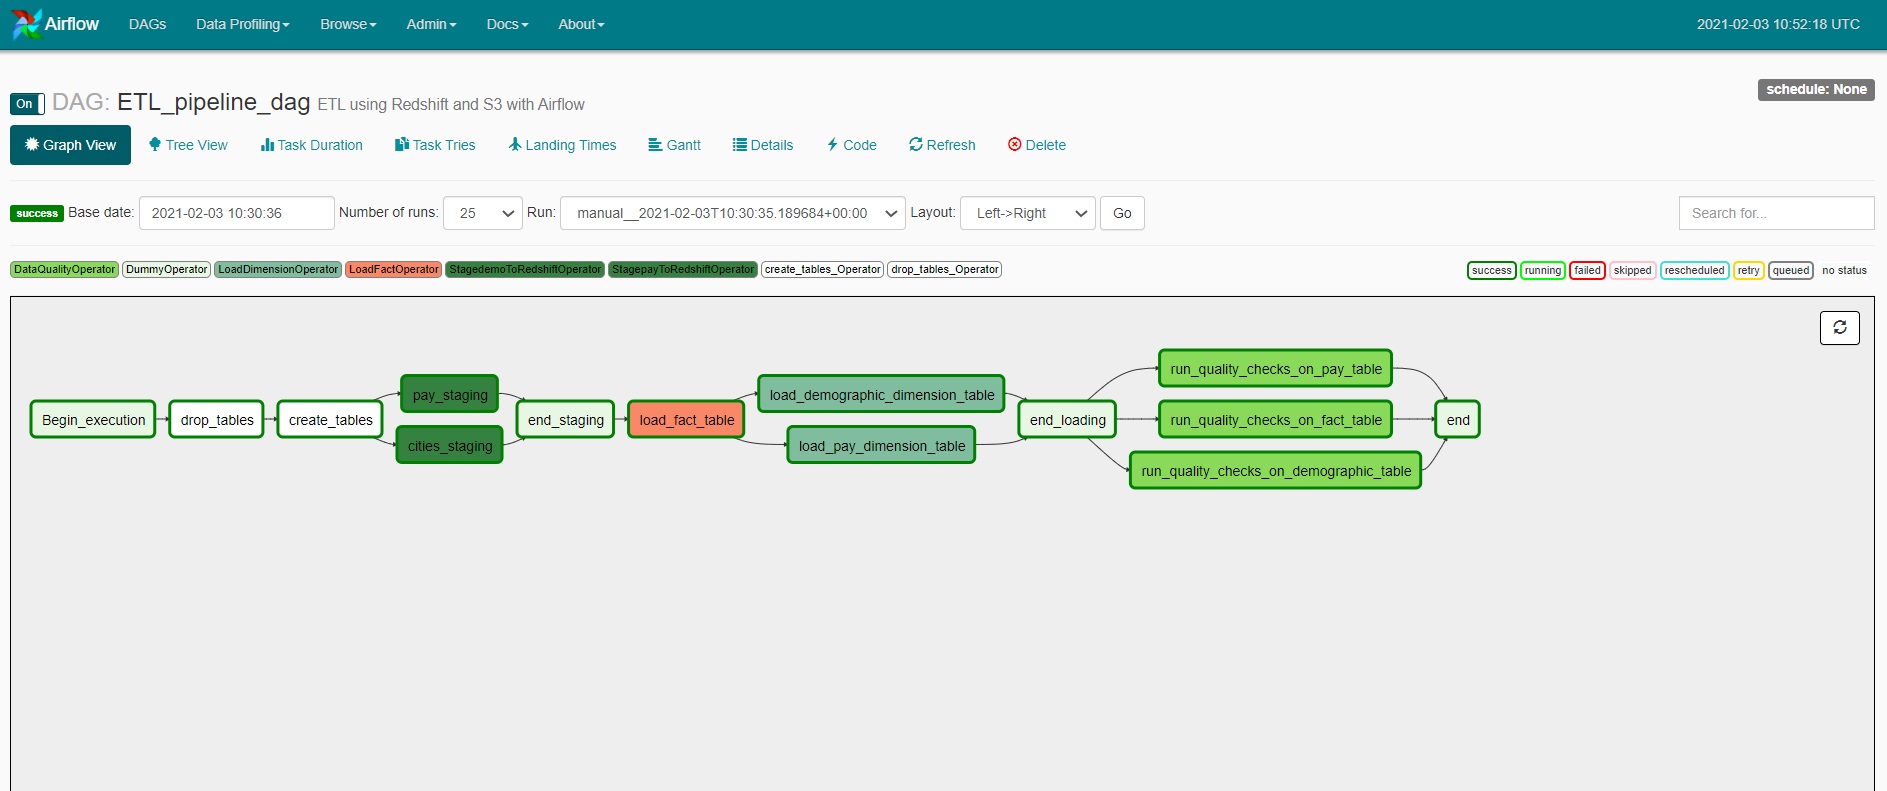 Airflow DAGs Data Profiling Browse Admin Docs About 2021-02-03 10:52:18 UTC
schedule: None
On DAG: ETL_pipeline_dag ETL using Redshift and S3 with Airflow
Graph View Tree View Task Duration Task Tries Landing Times Gantt Details Code Refresh Delete
success Base date: 2021-02-03 10:30:36 Number of runs: 25 Run: manual__2021-02-03T10:30:35.189684+00:00 Layout: Left->Right Go Search for...
DataQualityOperator DummyOperator LoadDimensionOperator LoadFactOperator StagedemoToRedshiftOperator StagepayToRedshiftOperator create_tables_Operator drop_tables_Operator success running failed skipped rescheduled retry queued no status
Begin_execution
drop_tables
create_tables
pay_staging
cities_staging
end_staging
load_fact_table
load_demographic_dimension_table
load_pay_dimension_table
end_loading
run_quality_checks_on_pay_table
run_quality_checks_on_fact_table
run_quality_checks_on_demographic_table
end